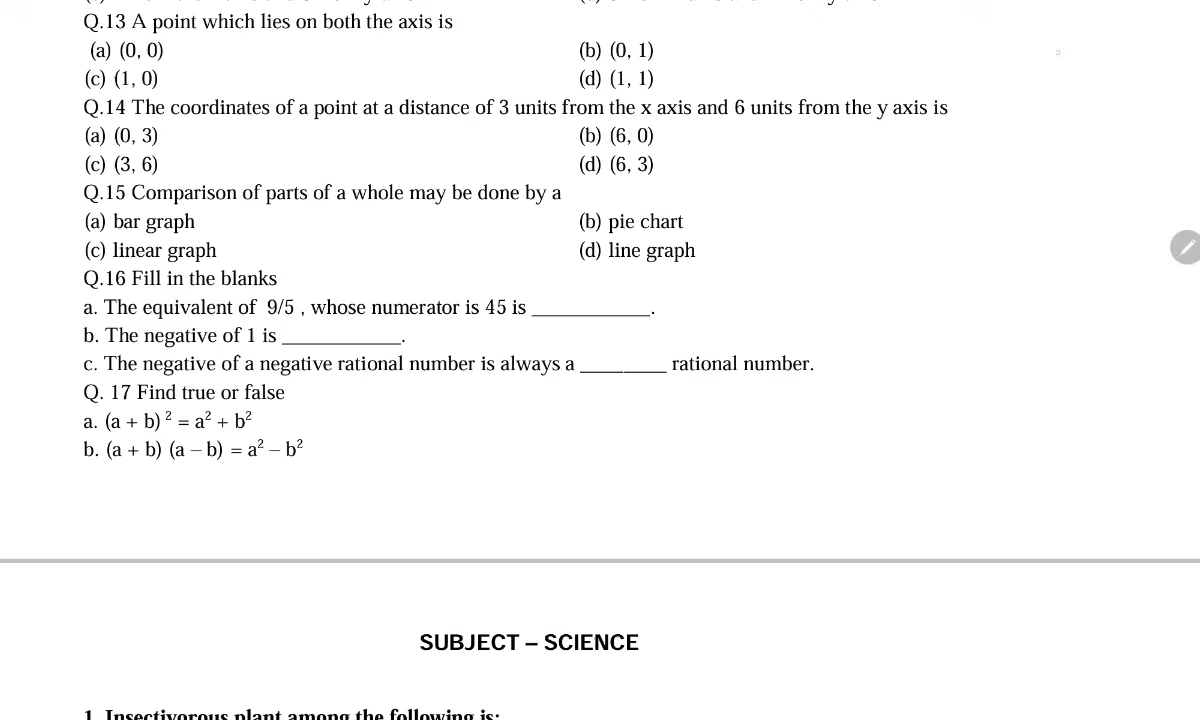 Q.13 A point which lies on both the axis is
(a) (0, 0) (b) (0, 1)
(c) (1, 0) (d) (1, 1)
Q.14 The coordinates of a point at a distance of 3 units from the x axis and 6 units from the y axis is
(a) (0, 3) (b) (6, 0)
(c) (3, 6) (d) (6, 3)
Q.15 Comparison of parts of a whole may be done by a
(a) bar graph (b) pie chart
(c) linear graph (d) line graph
Q.16 Fill in the blanks
a. The equivalent of 9/5 , whose numerator is 45 is ____________.
b. The negative of 1 is ____________.
c. The negative of a negative rational number is always a _________ rational number.
Q. 17 Find true or false
a. (a + b) ² = a² + b²
b. (a + b) (a – b) = a² – b²
SUBJECT – SCIENCE
1. Insectivorous plant among the following is: